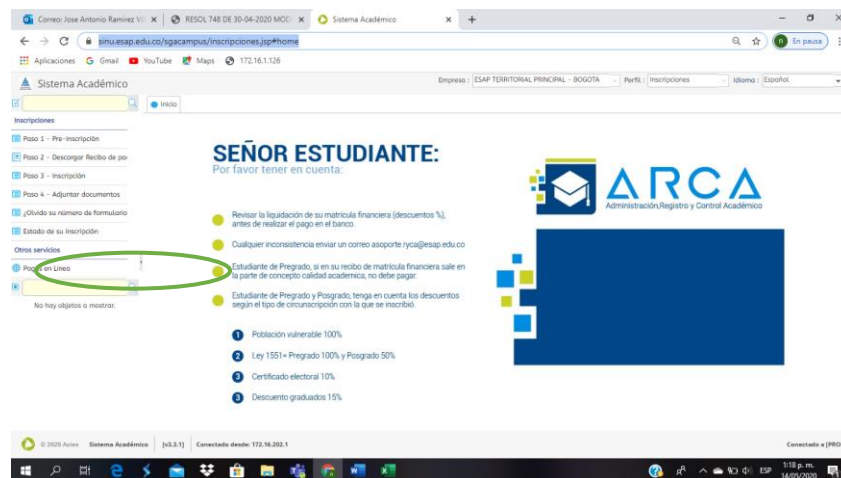 Correo: Jose Antonio Ramirez V
RESOL 748 DE 30-04-2020 MOD
Sistema Académico
sinu.esap.edu.co/sgacampus/inscripciones.jsp#home
En pausa
Aplicaciones
Gmail
YouTube
Maps
172.16.1.126
Sistema Académico
Empresa : ESAP TERRITORIAL PRINCIPAL - BOGOTA
Perfil : Inscripciones
Idioma : Español
Inicio
Inscripciones
Paso 1 - Pre-inscripción
Paso 2 - Descargar Recibo de pa
Paso 3 - Inscripción
Paso 4 - Adjuntar documentos
¿Olvido su número de formulario
Estado de su inscripción
Otros servicios
Pagos en Linea
No hay objetos a mostrar.
SEÑOR ESTUDIANTE:
Por favor tener en cuenta:
Revisar la liquidación de su matrícula financiera (descuentos %),
antes de realizar el pago en el banco.
Cualquier inconsistencia enviar un correo asoporte.ryca@esap.edu.co
Estudiante de Pregrado, si en su recibo de matrícula financiera sale en
la parte de concepto calidad academica, no debe pagar.
Estudiante de Pregrado y Posgrado, tenga en cuenta los descuentos
según el tipo de circunscripción con la que se inscribió.
1 Población vulnerable 100%
2 Ley 1551= Pregrado 100% y Posgrado 50%
3 Certificado electoral 10%
3 Descuento graduados 15%
ARCA
Administración,Registro y Control Académico
© 2020 Avies Sistema Académico [v3.3.1] Conectado desde: 172.16.202.1
Conectado a [PRO
ESP
1:18 p. m.
14/05/2020